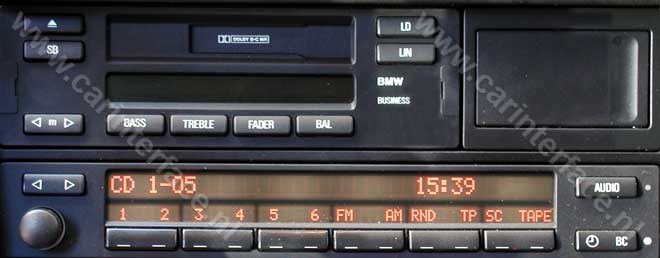 LD
DOLBY B-C NR
SB
LIN
BMW
BUSINESS
m
BASS TREBLE FADER BAL
CD 1-05 15:39
AUDIO
1 2 3 4 5 6 FM AM RND TP SC TAPE
BC
www.carinterface.nl
www.carinterface.nl